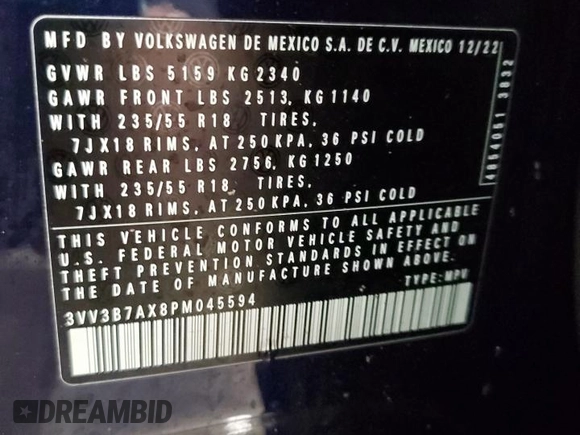 MFD BY VOLKSWAGEN DE MEXICO S.A. DE C.V. MEXICO 12/22
GVWR LBS 5159 KG 2340
GAWR FRONT LBS 2513, KG 1140
WITH 235/55 R18 TIRES,
7JX18 RIMS, AT 250 KPA, 36 PSI COLD
GAWR REAR LBS 2756, KG 1250
WITH 235/55 R18 TIRES,
7JX18 RIMS, AT 250 KPA, 36 PSI COLD
THIS VEHICLE CONFORMS TO ALL APPLICABLE
U.S. FEDERAL MOTOR VEHICLE SAFETY AND
THEFT PREVENTION STANDARDS IN EFFECT ON
THE DATE OF MANUFACTURE SHOWN ABOVE.
3VV3B7AX8PM045594 TYPE: MPV
4654051 3832
DREAMBID